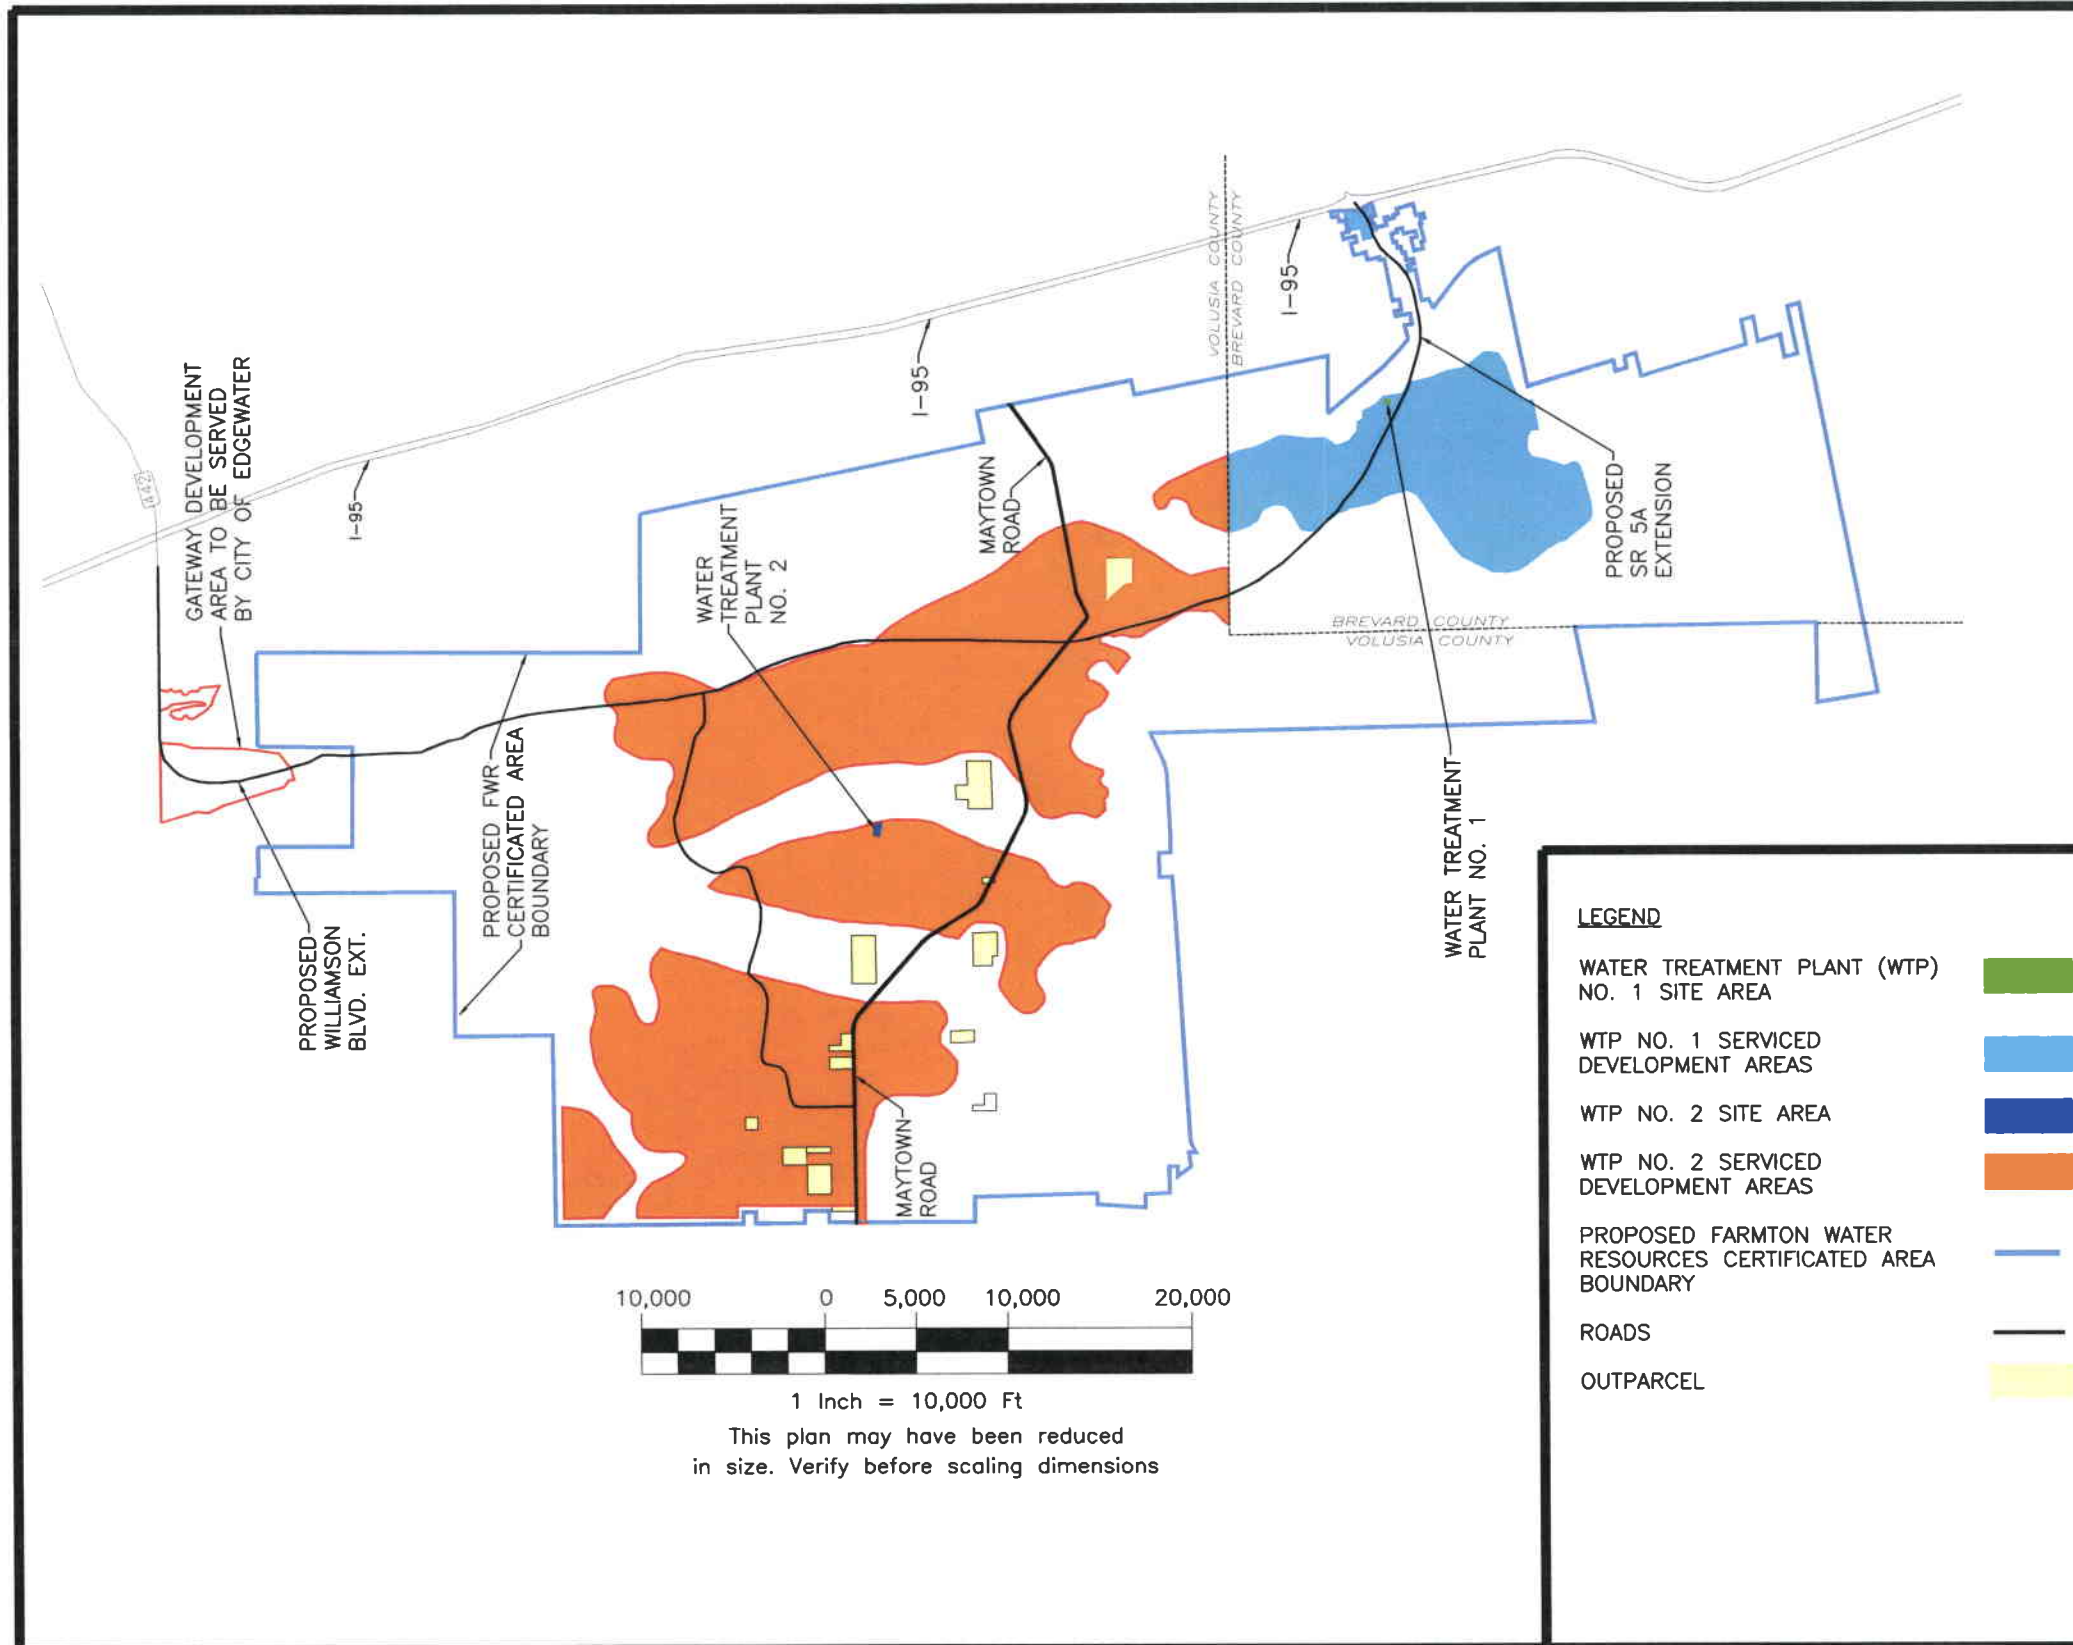 442
GATEWAY DEVELOPMENT
AREA TO BE SERVED
BY CITY OF EDGEWATER
I-95
I-95
I-95
VOLUSIA COUNTY
BREVARD COUNTY
MAYTOWN
ROAD
WATER
TREATMENT
PLANT
NO. 2
PROPOSED
SR 5A
EXTENSION
BREVARD COUNTY
VOLUSIA COUNTY
PROPOSED FWR
CERTIFICATED AREA
BOUNDARY
PROPOSED
WILLIAMSON
BLVD. EXT.
WATER TREATMENT
PLANT NO. 1
MAYTOWN
ROAD
10,000 0 5,000 10,000 20,000
1 Inch = 10,000 Ft
This plan may have been reduced
in size. Verify before scaling dimensions
LEGEND
WATER TREATMENT PLANT (WTP)
NO. 1 SITE AREA
WTP NO. 1 SERVICED
DEVELOPMENT AREAS
WTP NO. 2 SITE AREA
WTP NO. 2 SERVICED
DEVELOPMENT AREAS
PROPOSED FARMTON WATER
RESOURCES CERTIFICATED AREA
BOUNDARY
ROADS
OUTPARCEL